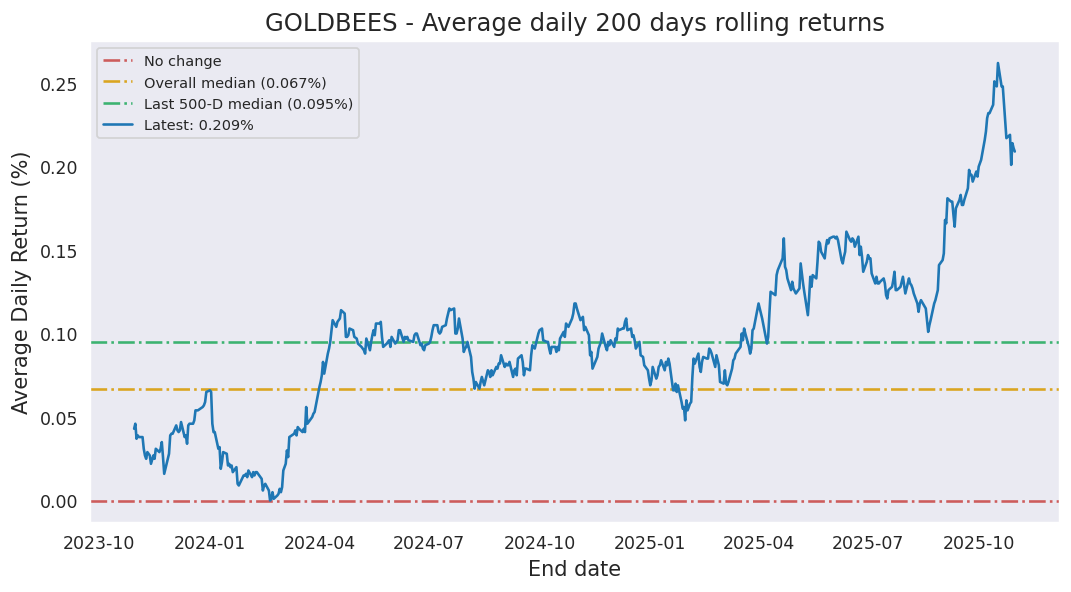 GOLDBEES - Average daily 200 days rolling returns
No change
Overall median (0.067%)
Last 500-D median (0.095%)
Latest: 0.209%
Average Daily Return (%)
0.25
0.20
0.15
0.10
0.05
0.00
2023-10 2024-01 2024-04 2024-07 2024-10 2025-01 2025-04 2025-07 2025-10
End date